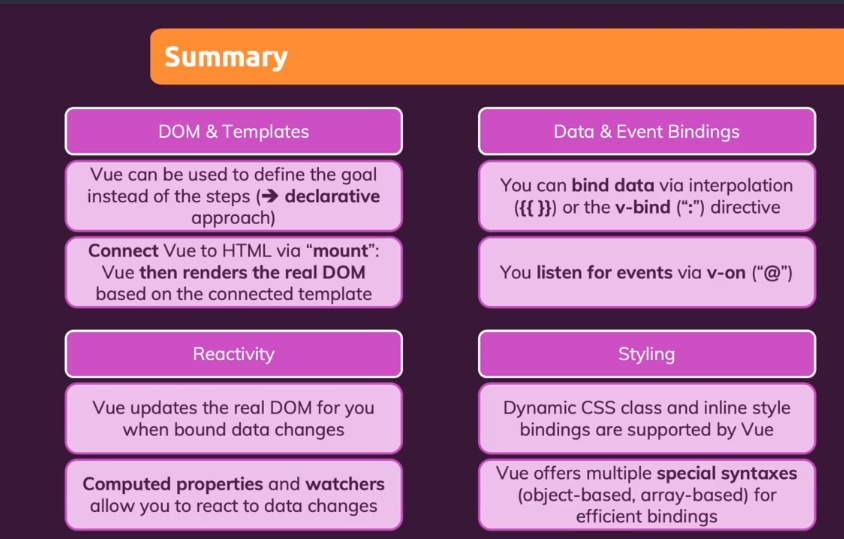 Summary
DOM & Templates
Vue can be used to define the goal
instead of the steps (➔ declarative
approach)
Connect Vue to HTML via “mount”:
Vue then renders the real DOM
based on the connected template
Data & Event Bindings
You can bind data via interpolation
({{ }}) or the v-bind (“:”) directive
You listen for events via v-on (“@”)
Reactivity
Vue updates the real DOM for you
when bound data changes
Computed properties and watchers
allow you to react to data changes
Styling
Dynamic CSS class and inline style
bindings are supported by Vue
Vue offers multiple special syntaxes
(object-based, array-based) for
efficient bindings